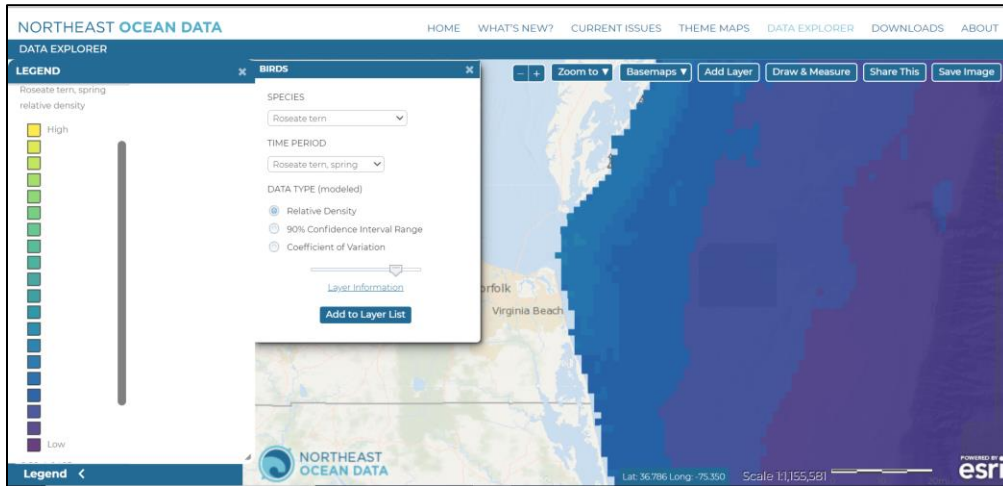 NORTHEAST OCEAN DATA
HOME WHAT'S NEW? CURRENT ISSUES THEME MAPS DATA EXPLORER DOWNLOADS ABOUT
DATA EXPLORER
LEGEND ×
Roseate tern, spring
relative density
High
Low
Legend <
BIRDS ×
SPECIES
Roseate tern
TIME PERIOD
Roseate tern, spring
DATA TYPE (modeled)
Relative Density
90% Confidence Interval Range
Coefficient of Variation
Layer Information
Add to Layer List
− + Zoom to ▼ Basemaps ▼ Add Layer Draw & Measure Share This Save Image
orfolk
Virginia Beach
NORTHEAST
OCEAN DATA
Lat: 36.786 Long: -75.350 Scale 1:1,155,581
POWERED BY
esri